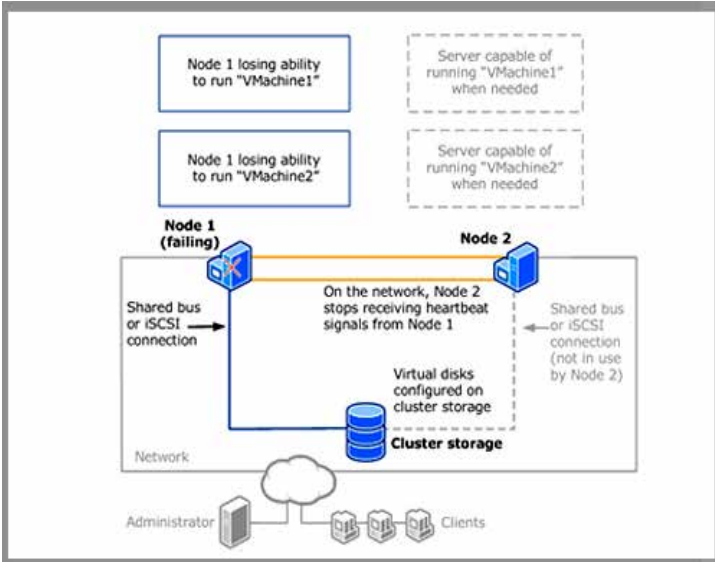 Node 1 losing ability
to run "VMachine1"
Server capable of
running "VMachine1"
when needed
Node 1 losing ability
to run "VMachine2"
Server capable of
running "VMachine2"
when needed
Node 1
(failing)
Node 2
On the network, Node 2
stops receiving heartbeat
signals from Node 1
Shared bus
or iSCSI
connection
Shared bus
or iSCSI
connection
(not in use
by Node 2)
Virtual disks
configured on
cluster storage
Cluster storage
Network
Administrator
Clients